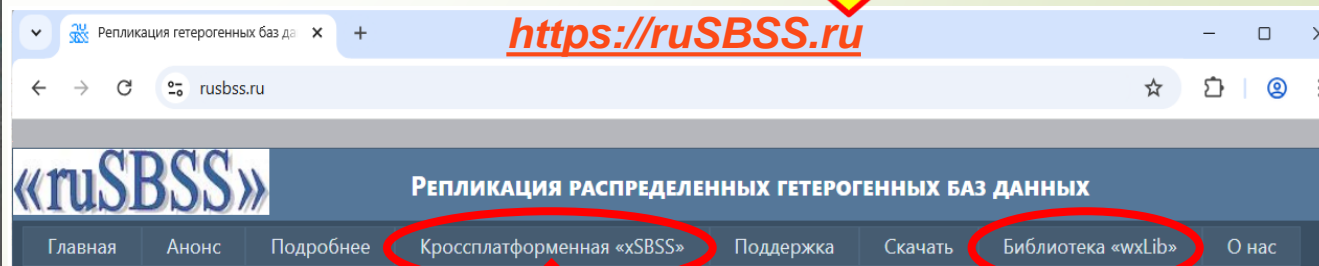 https://ruSBSS.ru
Репликация гетерогенных баз да
rusbss.ru
«ruSBSS»
Репликация распределенных гетерогенных баз данных
Главная Анонс Подробнее Кроссплатформенная «xSBSS» Поддержка Скачать Библиотека «wxLib» О нас